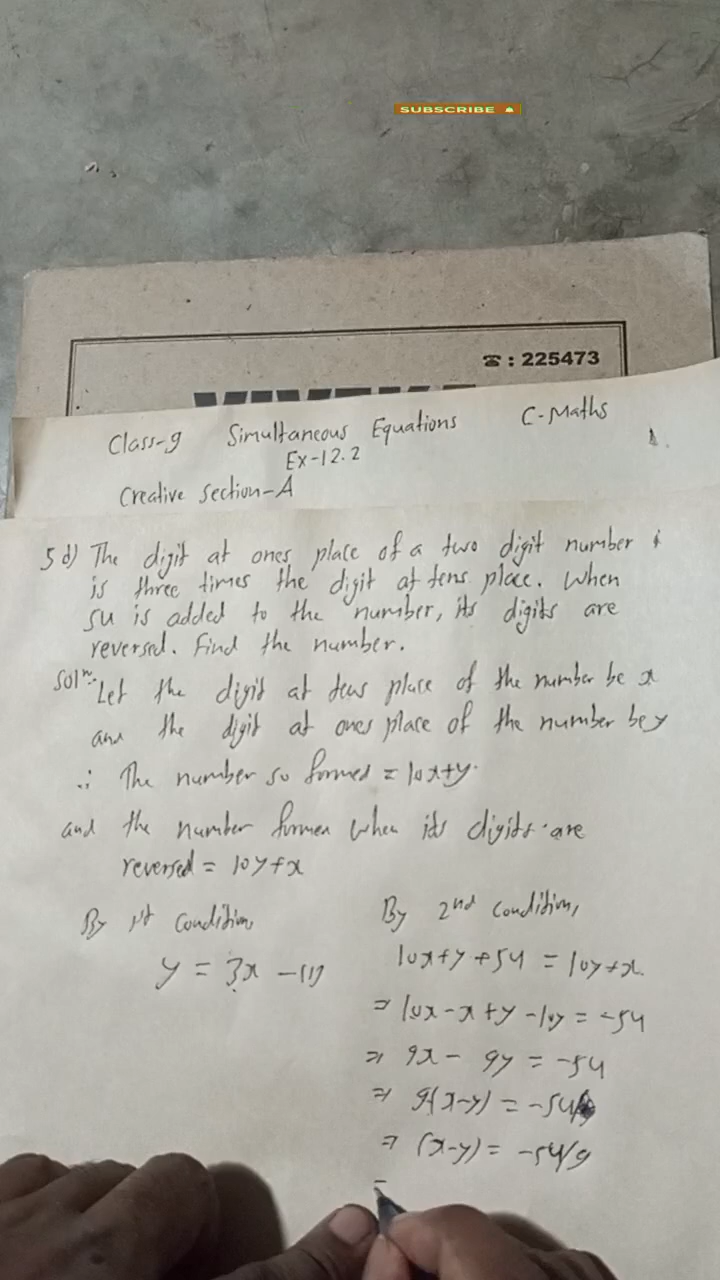 SUBSCRIBE
☎ : 225473
Class-9 Simultaneous Equations C-Maths
Ex-12.2
Creative Section-A
5 d) The digit at ones place of a two digit number
is three times the digit at tens place. When
54 is added to the number, its digits are
reversed. Find the number.
Solⁿ: Let the digit at tens place of the number be x
and the digit at ones place of the number be y
∴ The number so formed = 10x+y.
and the number formed when its digits are
reversed = 10y+x
By 1st Condition,
y = 3x -(1)
By 2nd Condition,
10x+y+54 = 10y+x.
⇒ 10x-x+y-10y = -54
⇒ 9x - 9y = -54
⇒ 9(x-y) = -54
⇒ (x-y) = -54/9